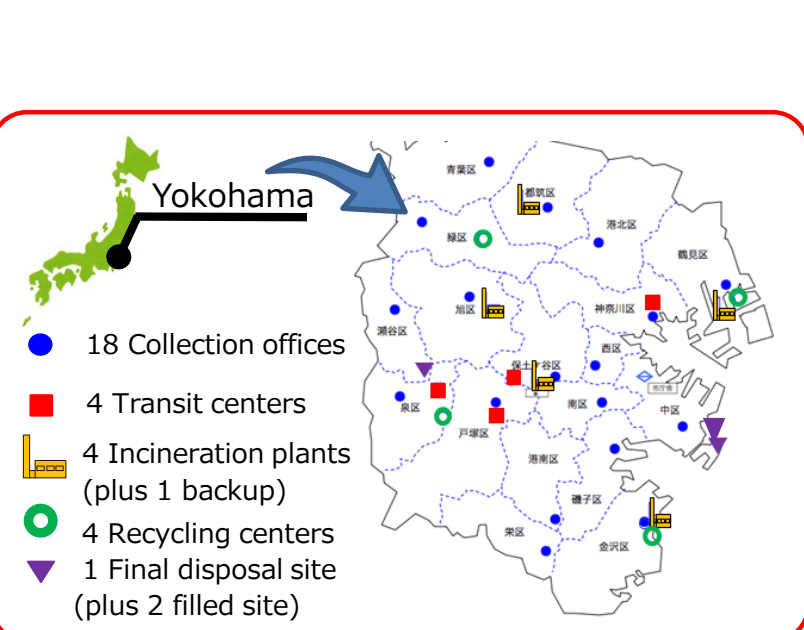 Yokohama
18 Collection offices
4 Transit centers
4 Incineration plants
(plus 1 backup)
4 Recycling centers
1 Final disposal site
(plus 2 filled site)
青葉区
都筑区
港北区
緑区
鶴見区
旭区
神奈川区
瀬谷区
西区
保土ケ谷区
市庁舎
泉区
南区
中区
戸塚区
港南区
磯子区
栄区
金沢区